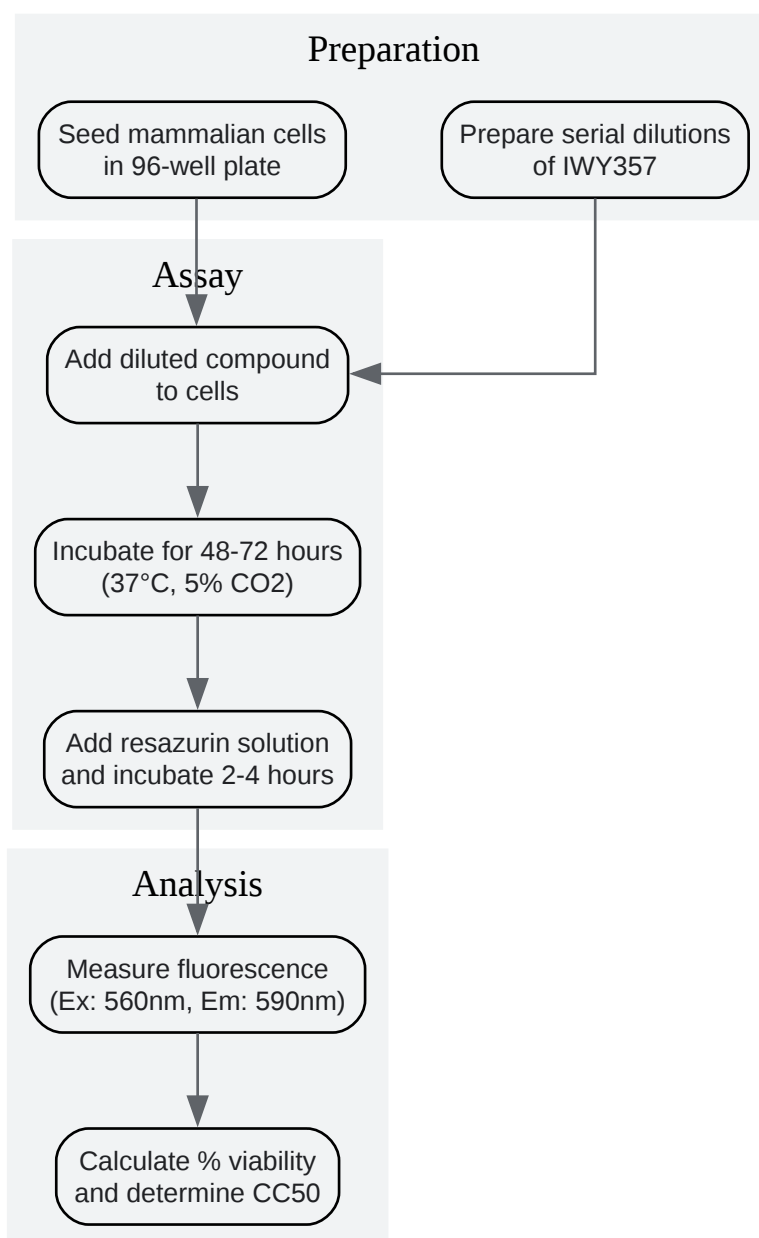 Preparation
Seed mammalian cells
in 96-well plate
Prepare serial dilutions
of IWY357
Assay
Add diluted compound
to cells
Incubate for 48-72 hours
(37°C, 5% CO2)
Add resazurin solution
and incubate 2-4 hours
Analysis
Measure fluorescence
(Ex: 560nm, Em: 590nm)
Calculate % viability
and determine CC50